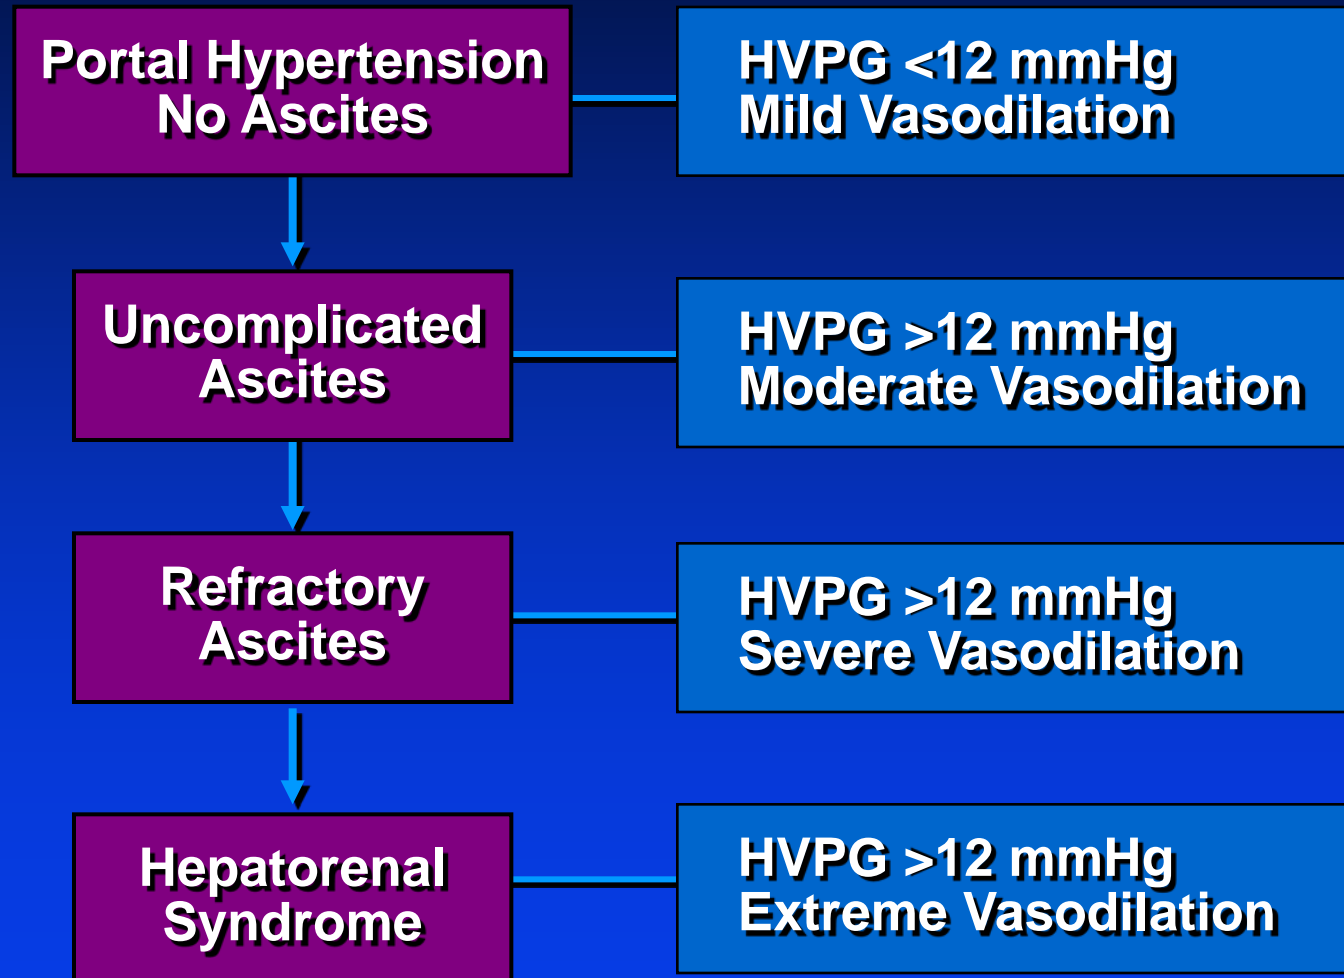 Portal Hypertension
No Ascites
HVPG <12 mmHg
Mild Vasodilation
Uncomplicated
Ascites
HVPG >12 mmHg
Moderate Vasodilation
Refractory
Ascites
HVPG >12 mmHg
Severe Vasodilation
Hepatorenal
Syndrome
HVPG >12 mmHg
Extreme Vasodilation